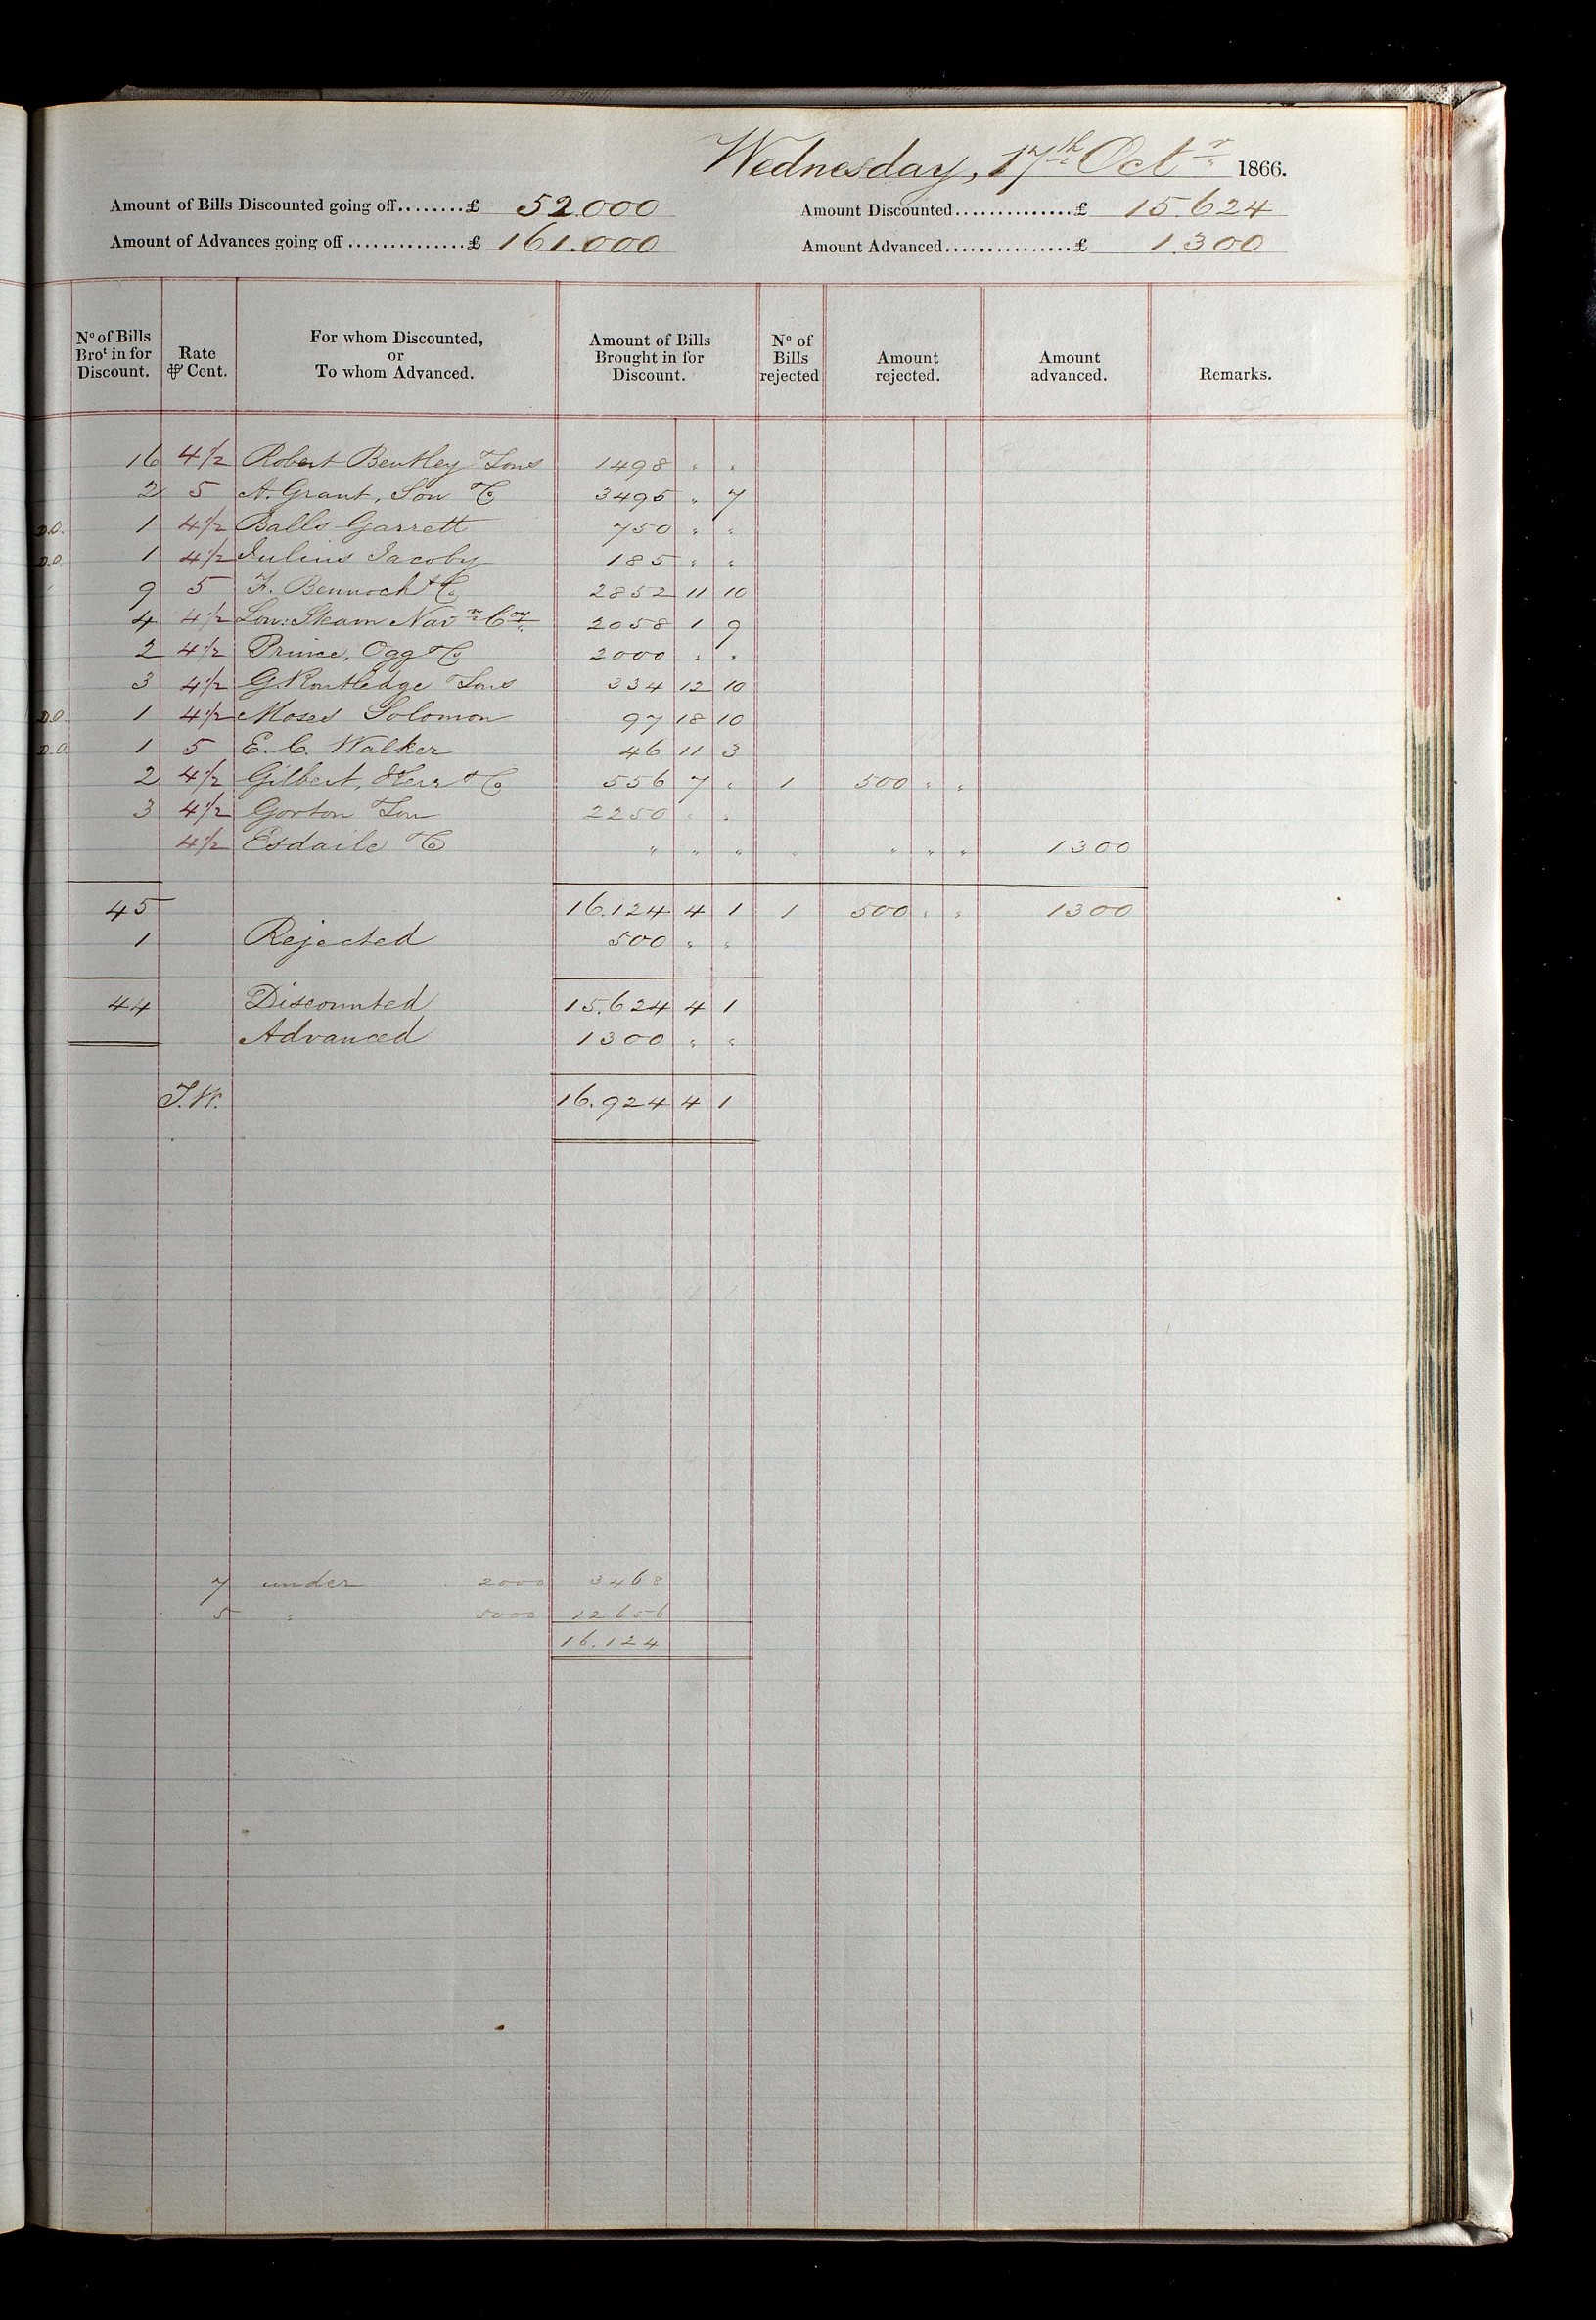 Wednesday, 17th Octr 1866.
Amount of Bills Discounted going off........£ 52.000 Amount Discounted..............£ 15.624
Amount of Advances going off..............£ 161.000 Amount Advanced...............£ 1.300
No of Bills Brot in for Discount. Rate ⅌ Cent. For whom Discounted, or To whom Advanced. Amount of Bills Brought in for Discount. No of Bills rejected Amount rejected. Amount advanced. Remarks.
16 4½ Robert Bentley & Sons 1498 " "
2 5 A. Grant, Son & Co 3495 " 7
D.O. 1 4½ Balls Garrett 750 " "
D.O. 1 4½ Julius Jacoby 185 " "
9 5 F. Bennoch & Co 2852 11 10
4 4½ Lon: Steam Navn Coy. 2058 1 9
2 4½ Prince, Ogg & Co 2000 " "
3 4½ G. Routledge & Sons 334 12 10
D.O. 1 4½ Moses Solomon 97 18 10
D.O. 1 5 E. C. Walker 46 11 3
2 4½ Gilbert, Kerr & Co 556 7 " 1 500 " "
3 4½ Gorton & Son 2250 " "
4½ Esdaile & Co " " " " " " " 1300
45 16.124 4 1 1 500 " " 1300
1 Rejected 500 " "
44 Discounted 15.624 4 1
Advanced 1300 " "
16.924 4 1
7 under 2000 3468
5 " 5000 12656
16.124